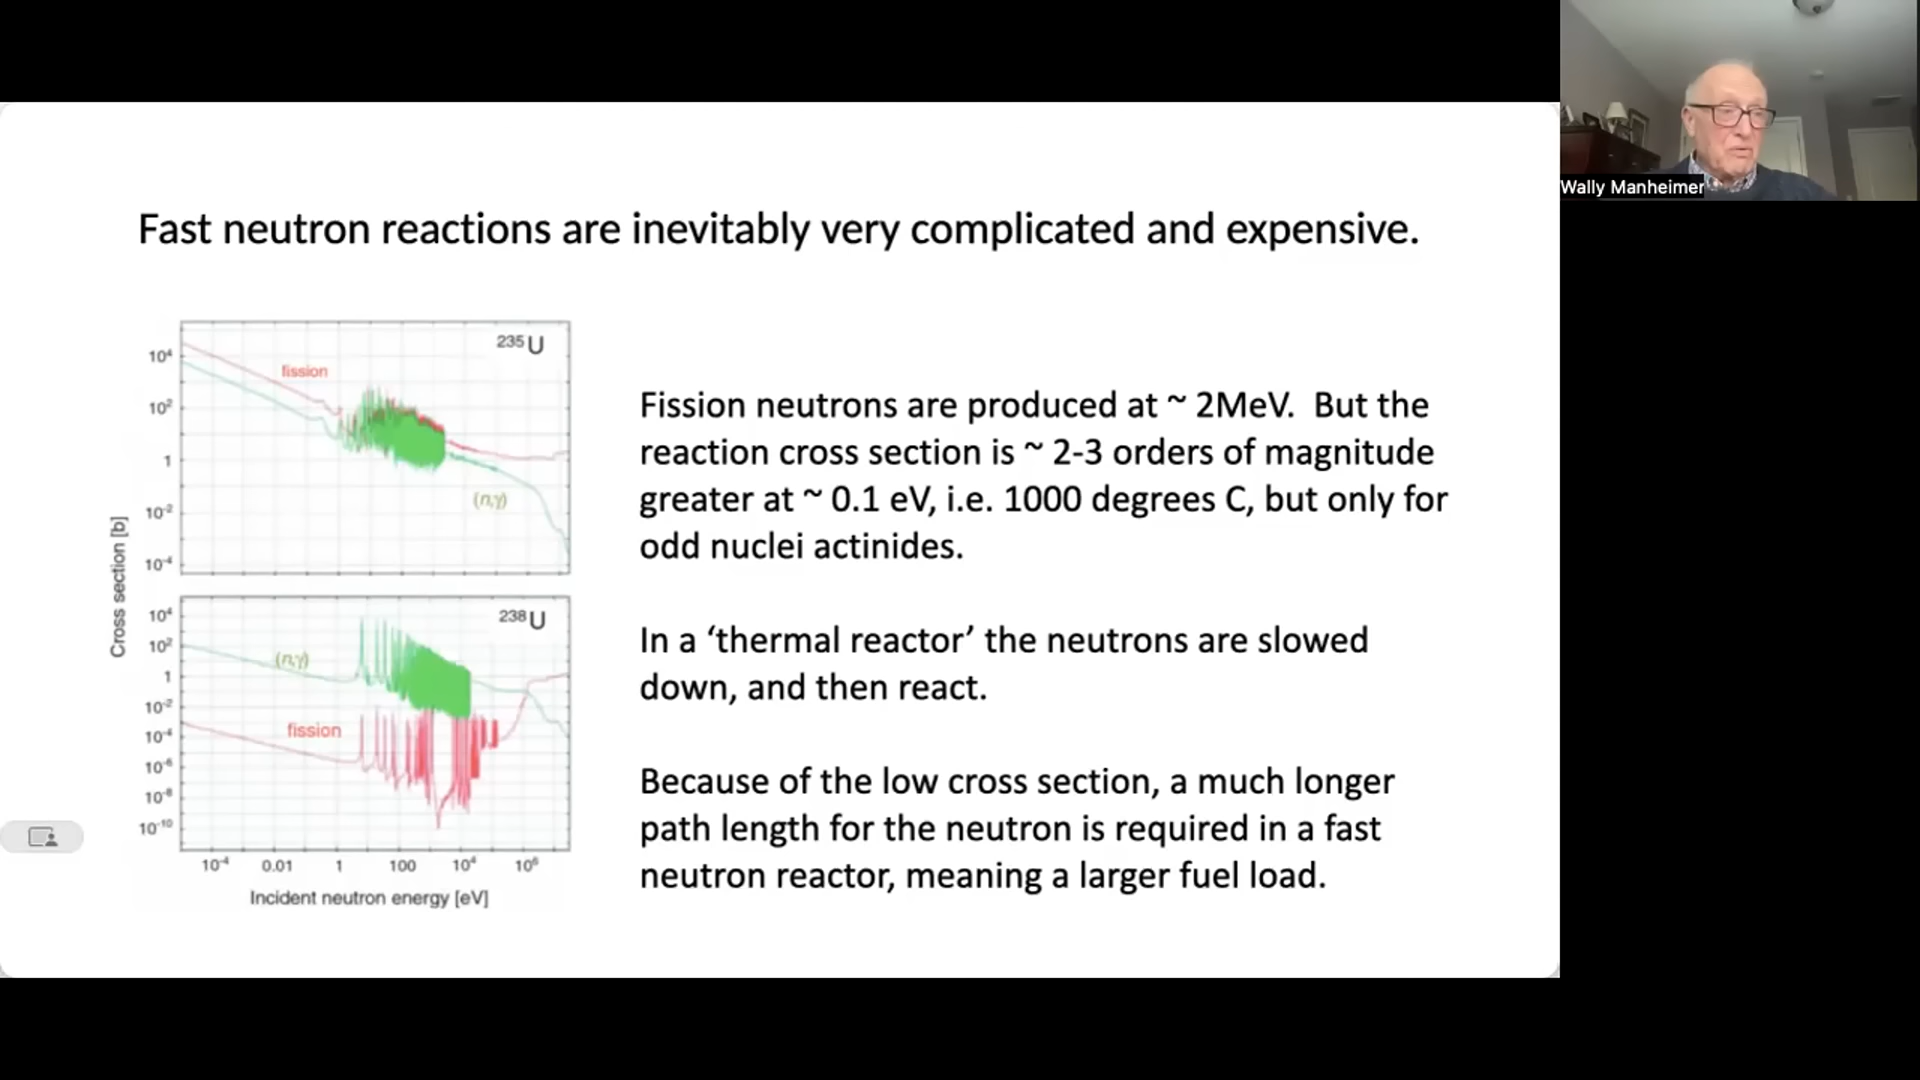 Wally Manheimer
Fast neutron reactions are inevitably very complicated and expensive.
235U
10⁴
fission
10²
1
(n,γ)
10⁻²
10⁻⁴
Cross section [b]
238U
10⁴
10²
(n,γ)
1
10⁻²
fission
10⁻⁴
10⁻⁶
10⁻⁸
10⁻¹⁰
10⁻⁴ 0.01 1 100 10⁴ 10⁶
Incident neutron energy [eV]
Fission neutrons are produced at ~ 2MeV. But the
reaction cross section is ~ 2-3 orders of magnitude
greater at ~ 0.1 eV, i.e. 1000 degrees C, but only for
odd nuclei actinides.
In a ‘thermal reactor’ the neutrons are slowed
down, and then react.
Because of the low cross section, a much longer
path length for the neutron is required in a fast
neutron reactor, meaning a larger fuel load.